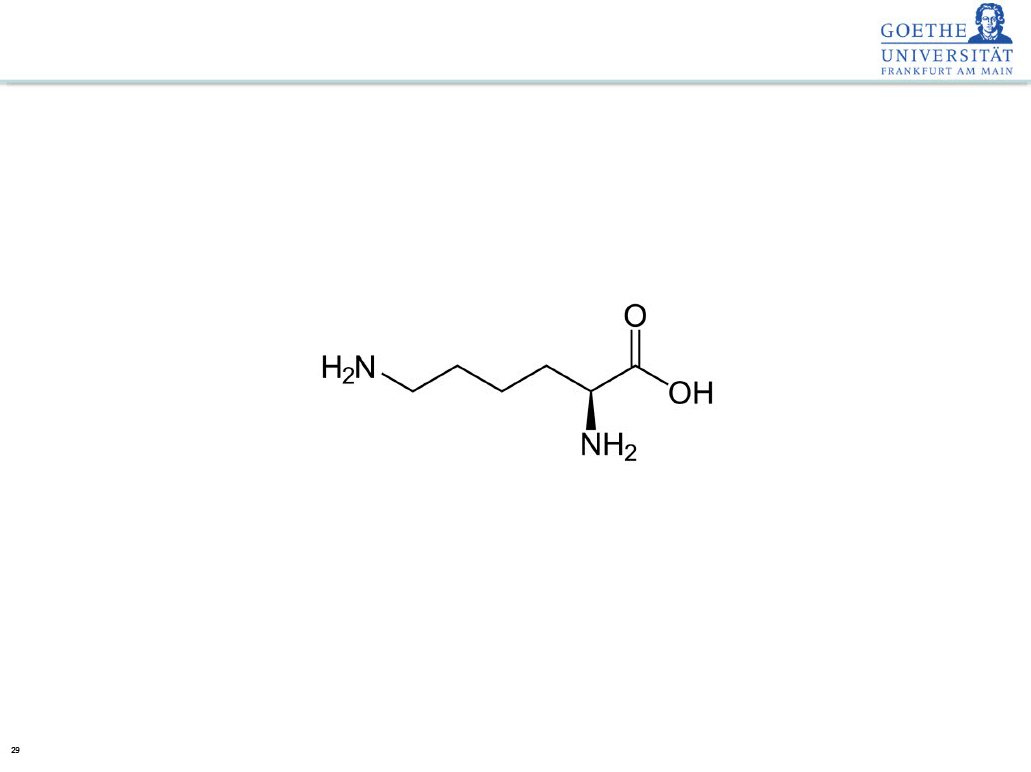 GOETHE
UNIVERSITÄT
FRANKFURT AM MAIN
O
H₂N
OH
NH₂
29